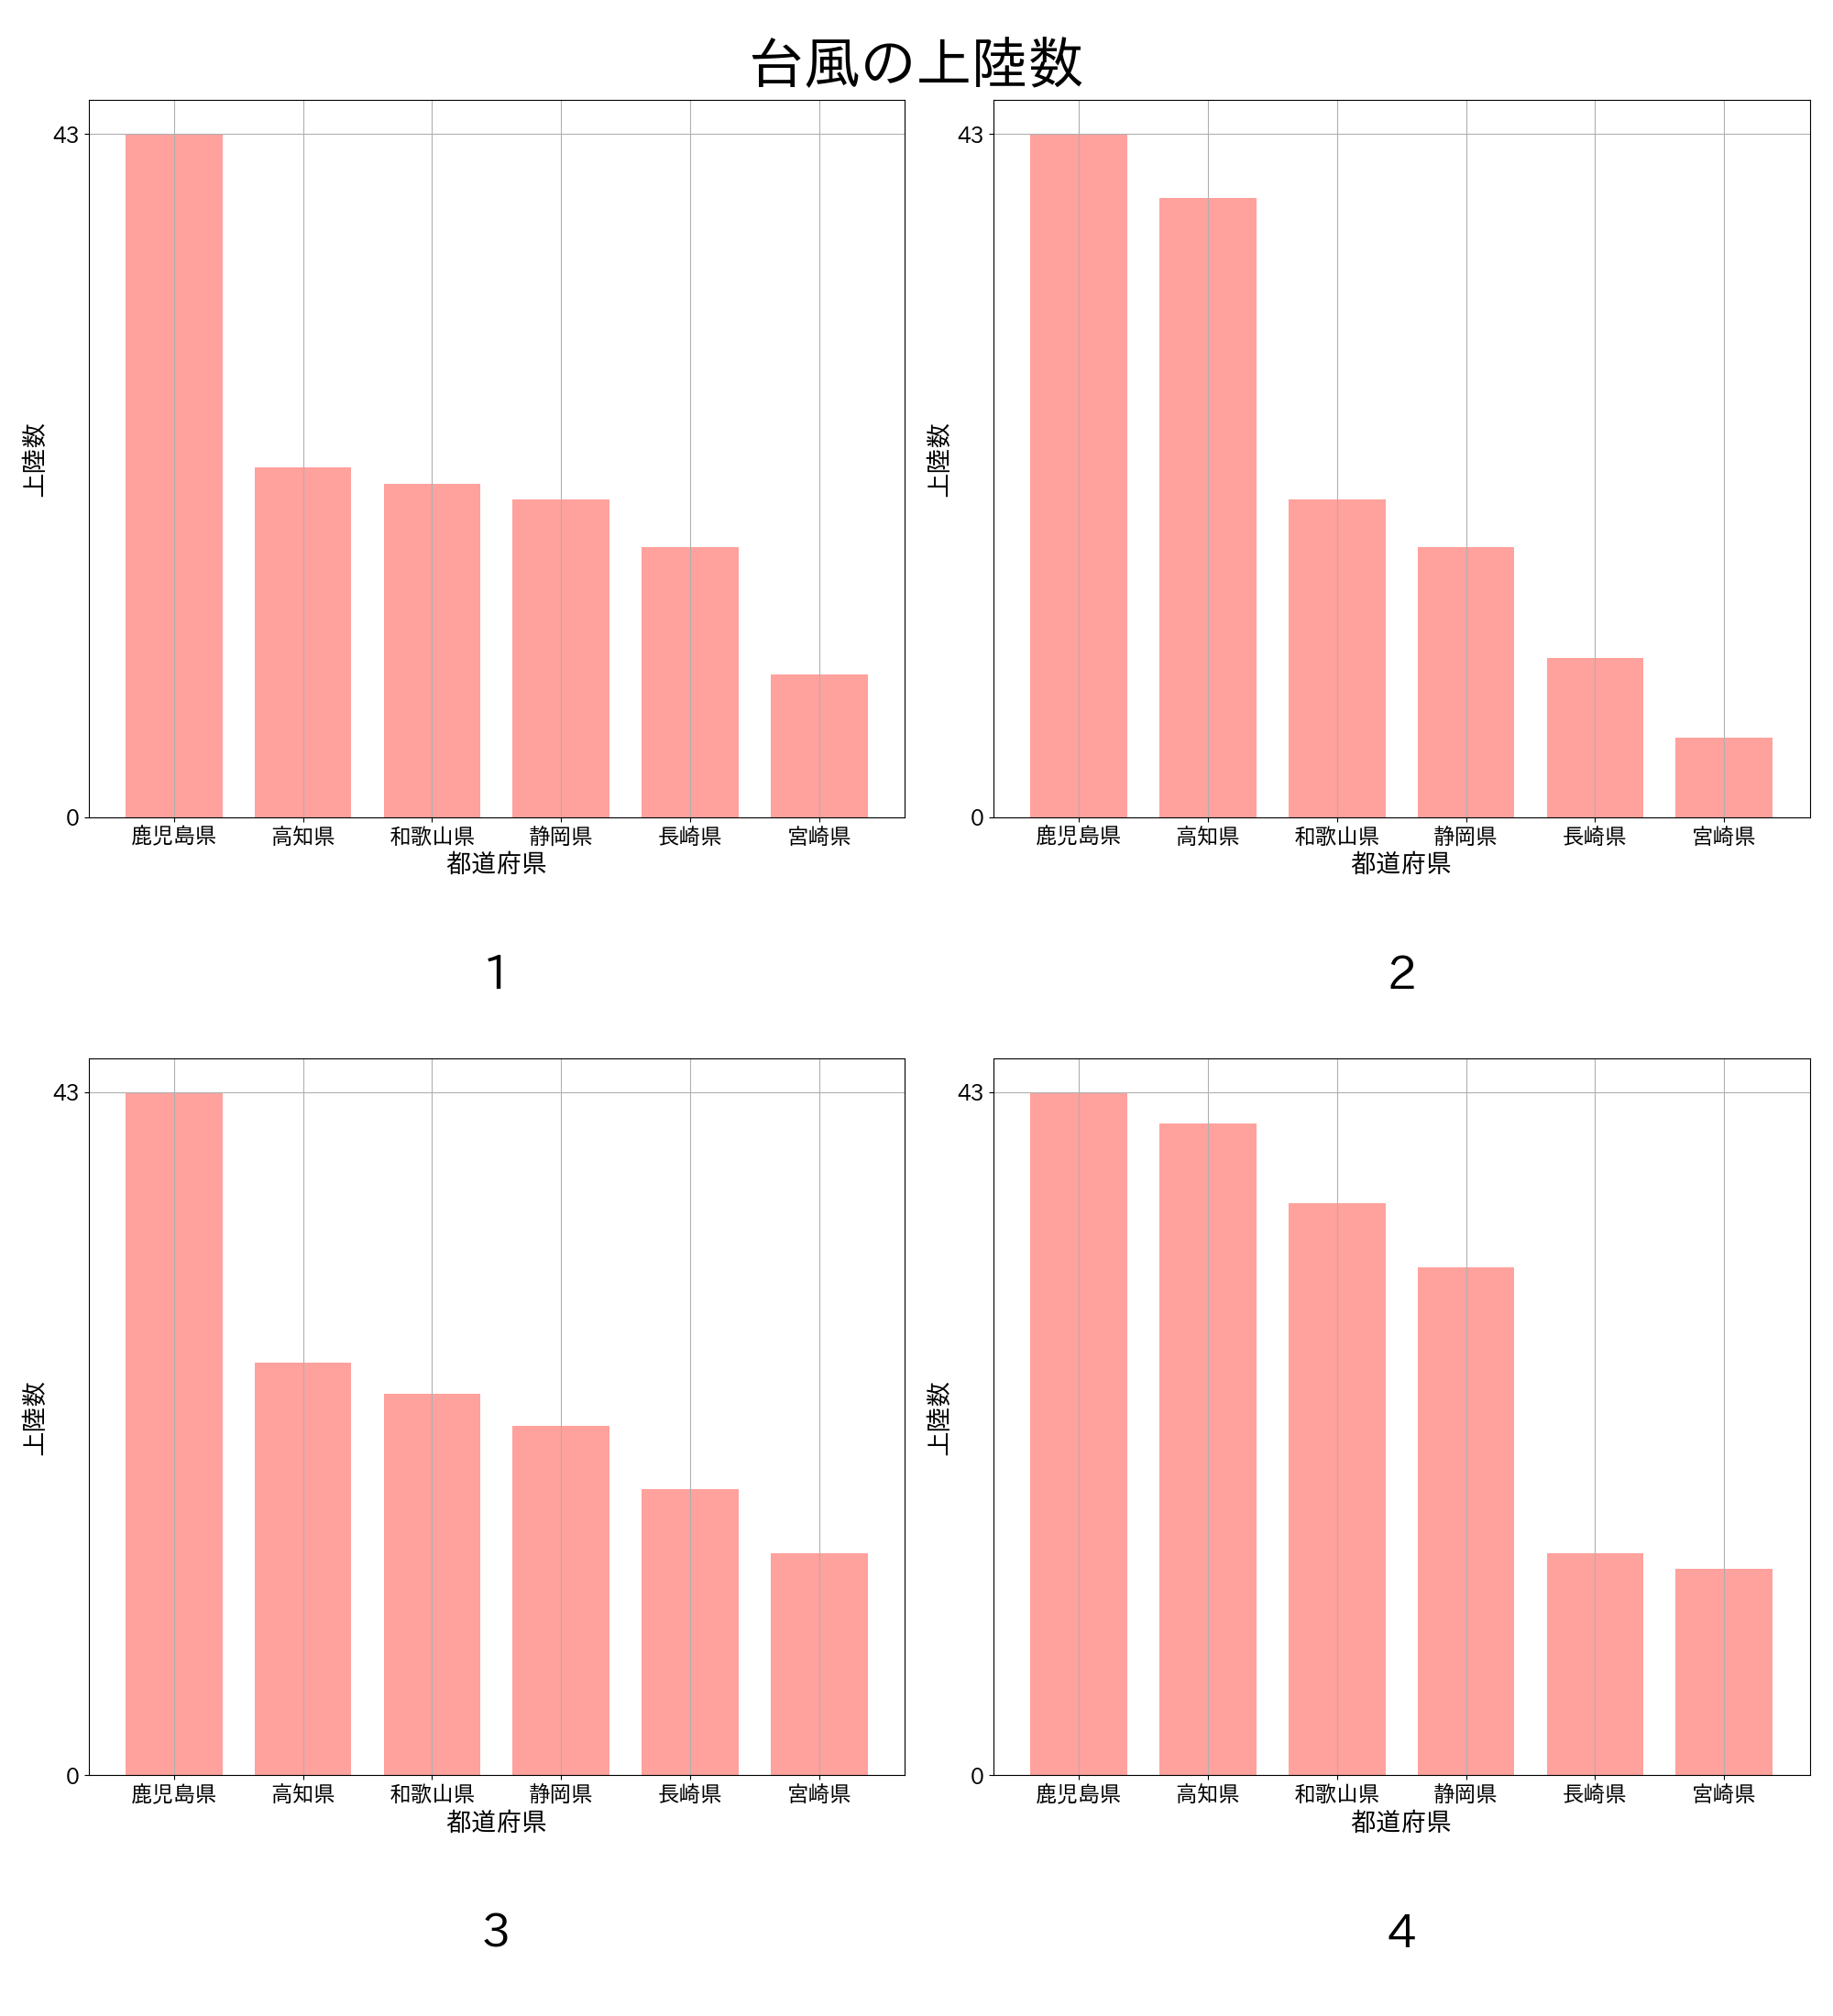 台風の上陸数
43
0
上陸数
鹿児島県 高知県 和歌山県 静岡県 長崎県 宮崎県
都道府県
1
43
0
上陸数
鹿児島県 高知県 和歌山県 静岡県 長崎県 宮崎県
都道府県
2
43
0
上陸数
鹿児島県 高知県 和歌山県 静岡県 長崎県 宮崎県
都道府県
3
43
0
上陸数
鹿児島県 高知県 和歌山県 静岡県 長崎県 宮崎県
都道府県
4